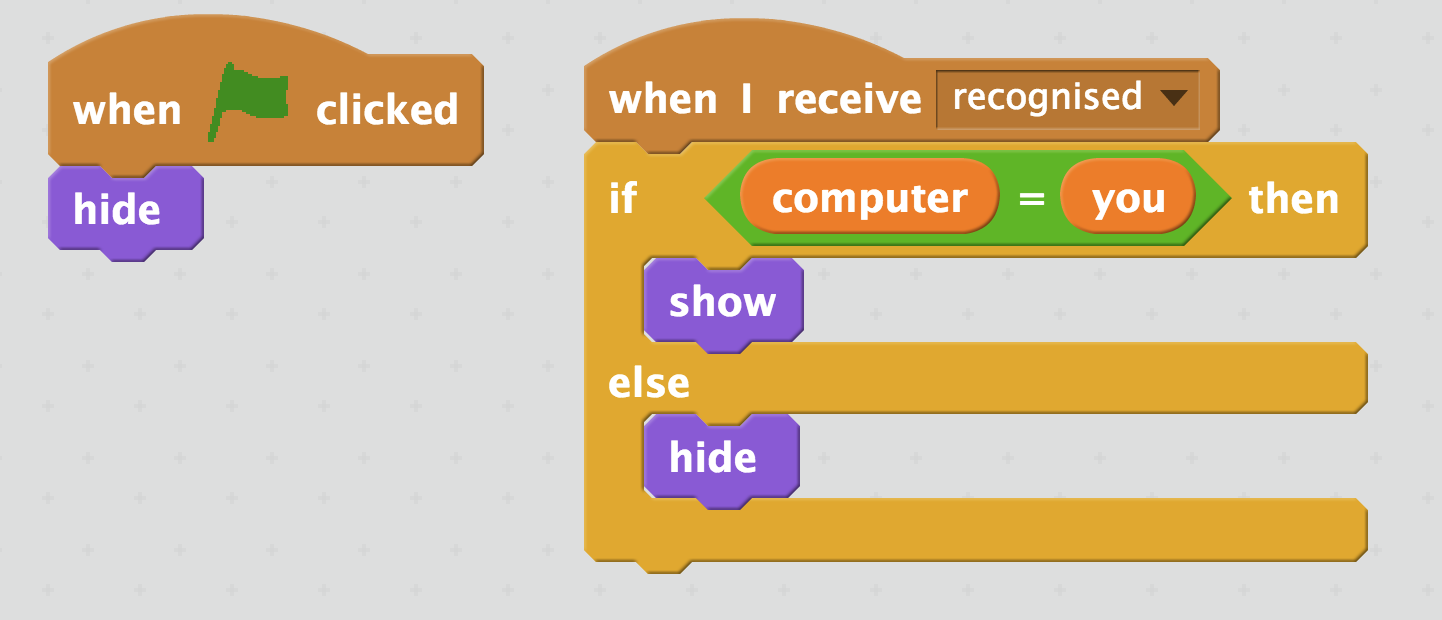 when clicked
hide
when I receive recognised
if computer = you then
show
else
hide